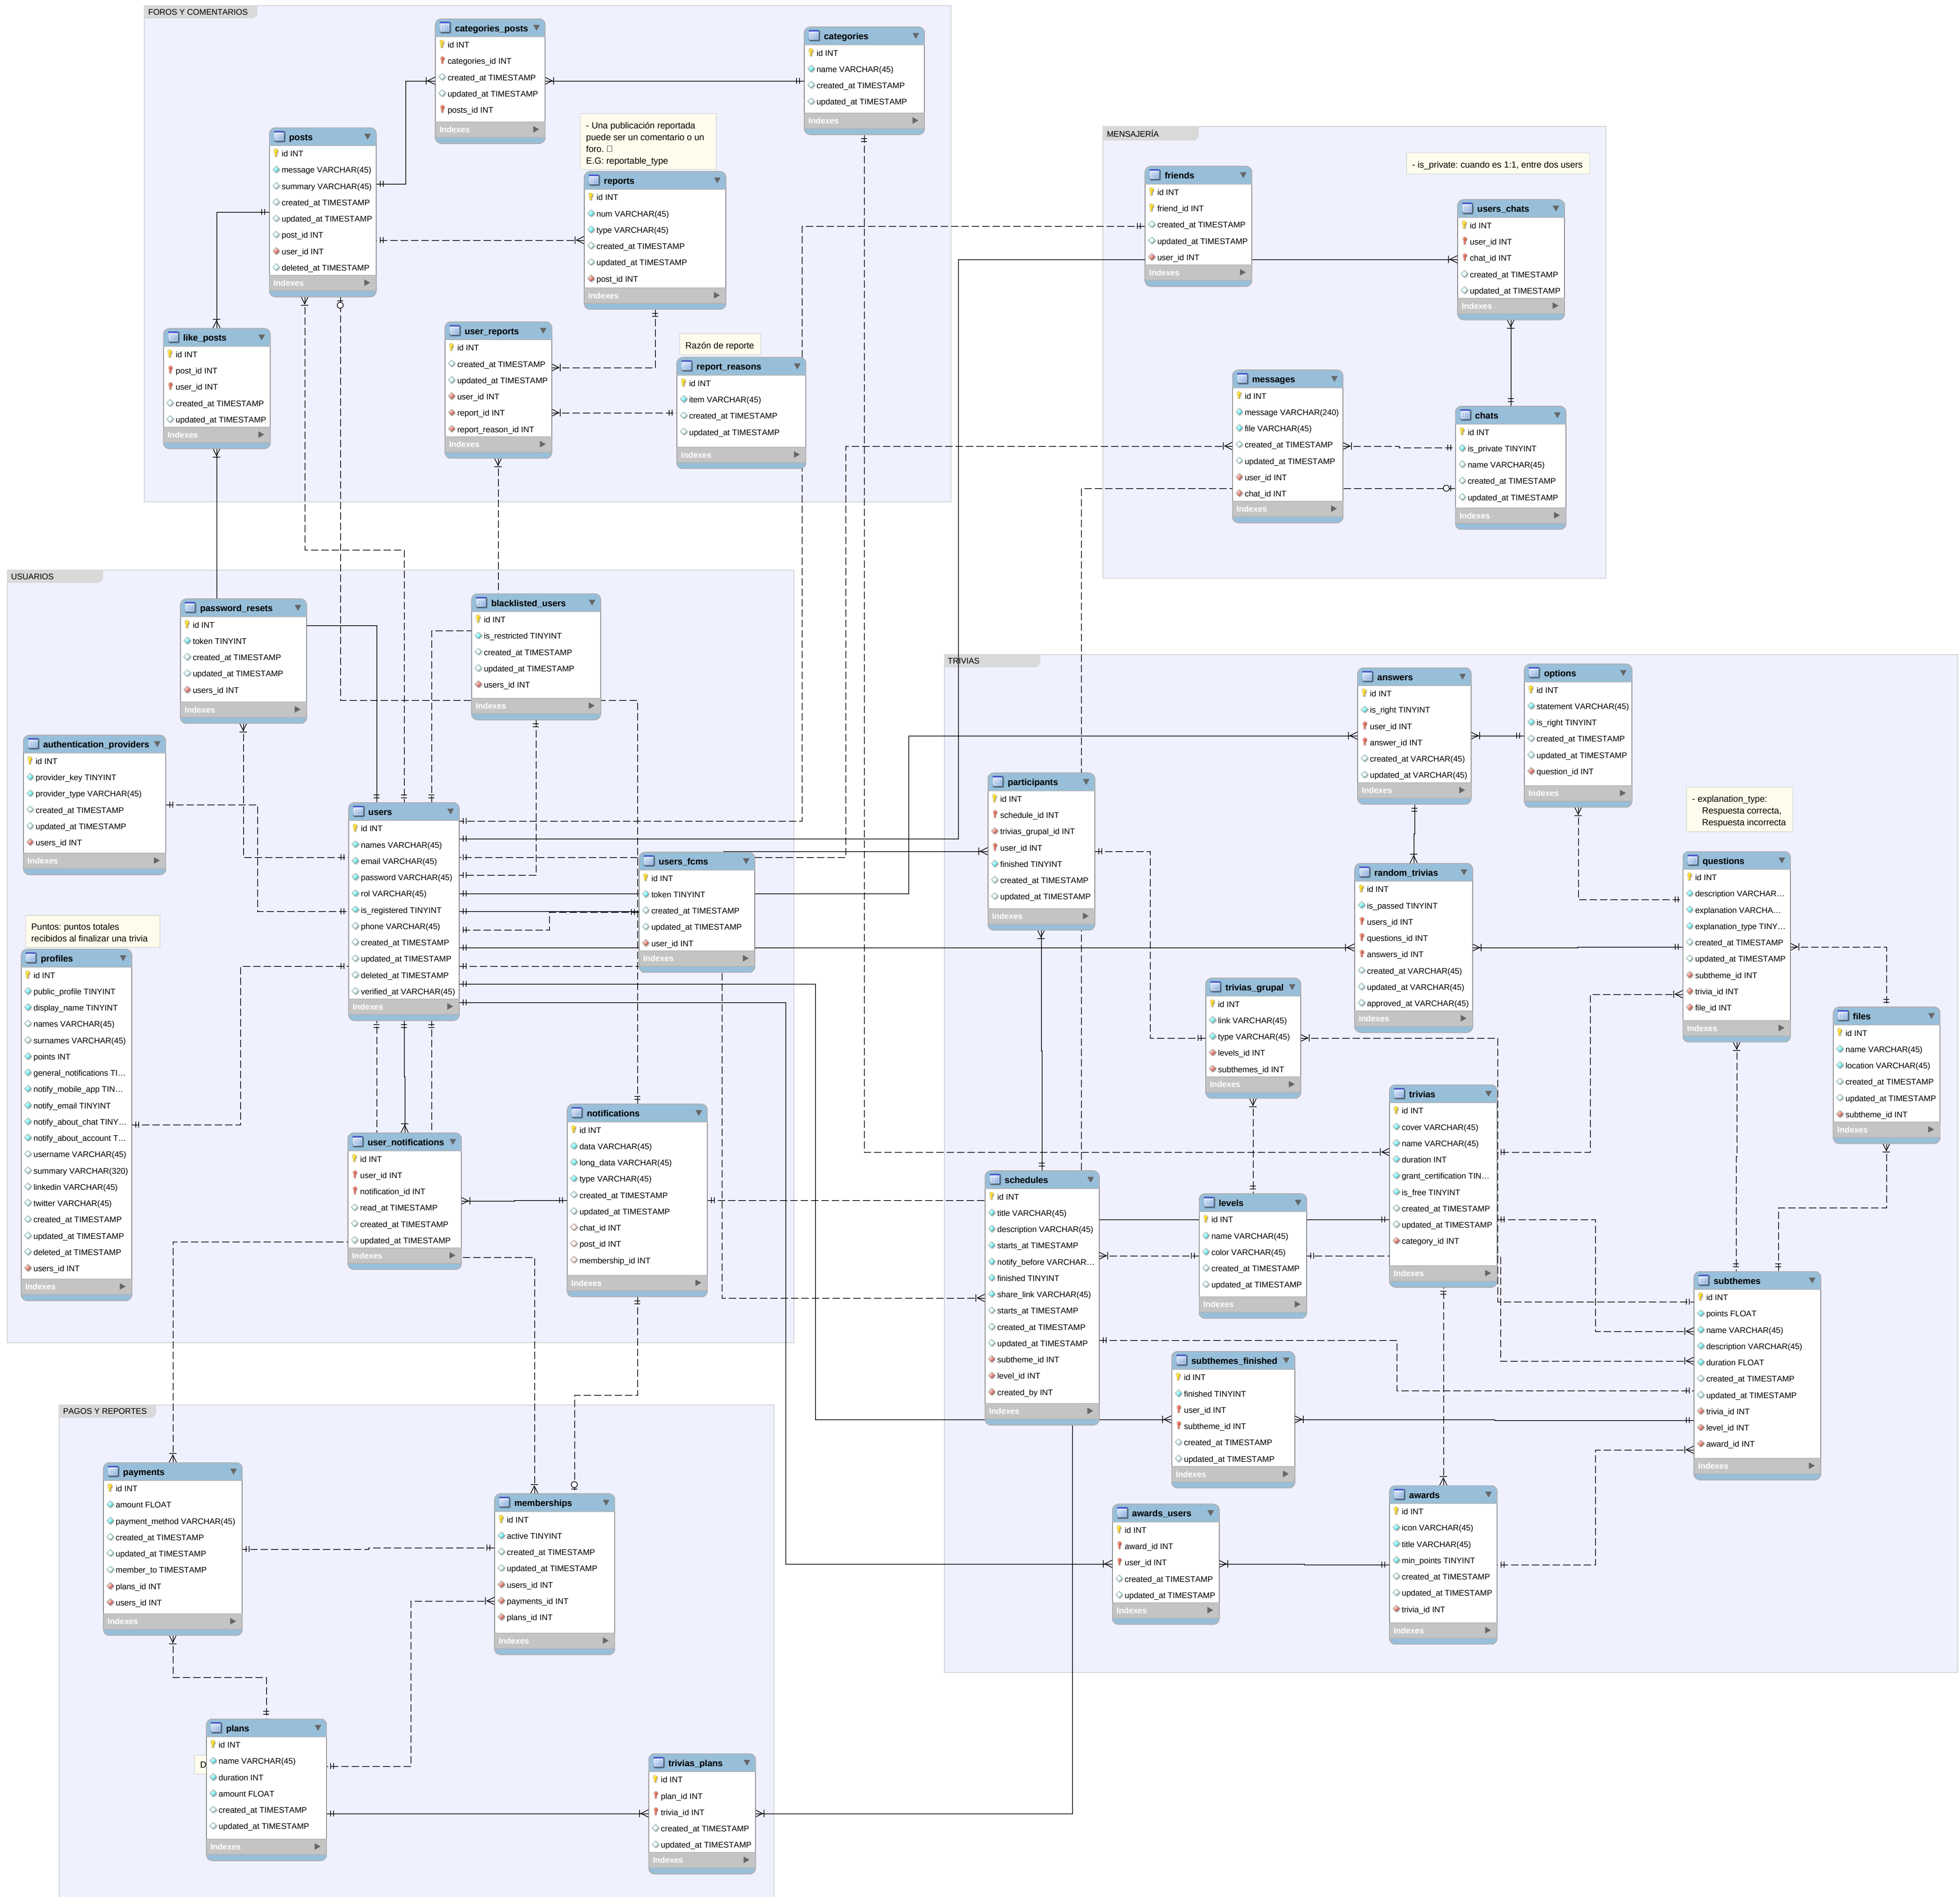 FOROS Y COMENTARIOS
categories_posts
id INT
categories_id INT
created_at TIMESTAMP
updated_at TIMESTAMP
posts_id INT
Indexes
categories
id INT
name VARCHAR(45)
created_at TIMESTAMP
updated_at TIMESTAMP
Indexes
- Una publicación reportada
puede ser un comentario o un
foro.
E.G: reportable_type
posts
id INT
message VARCHAR(45)
summary VARCHAR(45)
created_at TIMESTAMP
updated_at TIMESTAMP
post_id INT
user_id INT
deleted_at TIMESTAMP
Indexes
reports
id INT
num VARCHAR(45)
type VARCHAR(45)
created_at TIMESTAMP
updated_at TIMESTAMP
post_id INT
Indexes
like_posts
id INT
post_id INT
user_id INT
created_at TIMESTAMP
updated_at TIMESTAMP
Indexes
user_reports
id INT
created_at TIMESTAMP
updated_at TIMESTAMP
user_id INT
report_id INT
report_reason_id INT
Indexes
Razón de reporte
report_reasons
id INT
item VARCHAR(45)
created_at TIMESTAMP
updated_at TIMESTAMP
Indexes
MENSAJERÍA
- is_private: cuando es 1:1, entre dos users
friends
id INT
friend_id INT
created_at TIMESTAMP
updated_at TIMESTAMP
user_id INT
Indexes
users_chats
id INT
user_id INT
chat_id INT
created_at TIMESTAMP
updated_at TIMESTAMP
Indexes
messages
id INT
message VARCHAR(240)
file VARCHAR(45)
created_at TIMESTAMP
updated_at TIMESTAMP
user_id INT
chat_id INT
Indexes
chats
id INT
is_private TINYINT
name VARCHAR(45)
created_at TIMESTAMP
updated_at TIMESTAMP
Indexes
USUARIOS
password_resets
id INT
token TINYINT
created_at TIMESTAMP
updated_at TIMESTAMP
users_id INT
Indexes
blacklisted_users
id INT
is_restricted TINYINT
created_at TIMESTAMP
updated_at TIMESTAMP
users_id INT
Indexes
authentication_providers
id INT
provider_key TINYINT
provider_type VARCHAR(45)
created_at TIMESTAMP
updated_at TIMESTAMP
users_id INT
Indexes
users
id INT
names VARCHAR(45)
email VARCHAR(45)
password VARCHAR(45)
rol VARCHAR(45)
is_registered TINYINT
phone VARCHAR(45)
created_at TIMESTAMP
updated_at TIMESTAMP
deleted_at TIMESTAMP
verified_at VARCHAR(45)
Indexes
users_fcms
id INT
token TINYINT
created_at TIMESTAMP
updated_at TIMESTAMP
user_id INT
Indexes
Puntos: puntos totales
recibidos al finalizar una trivia
profiles
id INT
public_profile TINYINT
display_name TINYINT
names VARCHAR(45)
surnames VARCHAR(45)
points INT
general_notifications TI…
notify_mobile_app TIN…
notify_email TINYINT
notify_about_chat TINY…
notify_about_account T…
username VARCHAR(45)
summary VARCHAR(320)
linkedin VARCHAR(45)
twitter VARCHAR(45)
created_at TIMESTAMP
updated_at TIMESTAMP
deleted_at TIMESTAMP
users_id INT
Indexes
user_notifications
id INT
user_id INT
notification_id INT
read_at TIMESTAMP
created_at TIMESTAMP
updated_at TIMESTAMP
Indexes
notifications
id INT
data VARCHAR(45)
long_data VARCHAR(45)
type VARCHAR(45)
created_at TIMESTAMP
updated_at TIMESTAMP
chat_id INT
post_id INT
membership_id INT
Indexes
TRIVIAS
answers
id INT
is_right TINYINT
user_id INT
answer_id INT
created_at VARCHAR(45)
updated_at VARCHAR(45)
Indexes
options
id INT
statement VARCHAR(45)
is_right TINYINT
created_at TIMESTAMP
updated_at TIMESTAMP
question_id INT
Indexes
participants
id INT
schedule_id INT
trivias_grupal_id INT
user_id INT
finished TINYINT
created_at TIMESTAMP
updated_at TIMESTAMP
Indexes
- explanation_type:
Respuesta correcta,
Respuesta incorrecta
random_trivias
id INT
is_passed TINYINT
users_id INT
questions_id INT
answers_id INT
created_at VARCHAR(45)
updated_at VARCHAR(45)
approved_at VARCHAR(45)
Indexes
questions
id INT
description VARCHAR…
explanation VARCHA…
explanation_type TINY…
created_at TIMESTAMP
updated_at TIMESTAMP
subtheme_id INT
trivia_id INT
file_id INT
Indexes
trivias_grupal
id INT
link VARCHAR(45)
type VARCHAR(45)
levels_id INT
subthemes_id INT
Indexes
files
id INT
name VARCHAR(45)
location VARCHAR(45)
created_at TIMESTAMP
updated_at TIMESTAMP
subtheme_id INT
Indexes
trivias
id INT
cover VARCHAR(45)
name VARCHAR(45)
duration INT
grant_certification TIN…
is_free TINYINT
created_at TIMESTAMP
updated_at TIMESTAMP
category_id INT
Indexes
schedules
id INT
title VARCHAR(45)
description VARCHAR(45)
starts_at TIMESTAMP
notify_before VARCHAR…
finished TINYINT
share_link VARCHAR(45)
starts_at TIMESTAMP
created_at TIMESTAMP
updated_at TIMESTAMP
subtheme_id INT
level_id INT
created_by INT
Indexes
levels
id INT
name VARCHAR(45)
color VARCHAR(45)
created_at TIMESTAMP
updated_at TIMESTAMP
Indexes
subthemes
id INT
points FLOAT
name VARCHAR(45)
description VARCHAR(45)
duration FLOAT
created_at TIMESTAMP
updated_at TIMESTAMP
trivia_id INT
level_id INT
award_id INT
Indexes
subthemes_finished
id INT
finished TINYINT
user_id INT
subtheme_id INT
created_at TIMESTAMP
updated_at TIMESTAMP
Indexes
awards_users
id INT
award_id INT
user_id INT
created_at TIMESTAMP
updated_at TIMESTAMP
Indexes
awards
id INT
icon VARCHAR(45)
title VARCHAR(45)
min_points TINYINT
created_at TIMESTAMP
updated_at TIMESTAMP
trivia_id INT
Indexes
PAGOS Y REPORTES
payments
id INT
amount FLOAT
payment_method VARCHAR(45)
created_at TIMESTAMP
updated_at TIMESTAMP
member_to TIMESTAMP
plans_id INT
users_id INT
Indexes
memberships
id INT
active TINYINT
created_at TIMESTAMP
updated_at TIMESTAMP
users_id INT
payments_id INT
plans_id INT
Indexes
D
plans
id INT
name VARCHAR(45)
duration INT
amount FLOAT
created_at TIMESTAMP
updated_at TIMESTAMP
Indexes
trivias_plans
id INT
plan_id INT
trivia_id INT
created_at TIMESTAMP
updated_at TIMESTAMP
Indexes